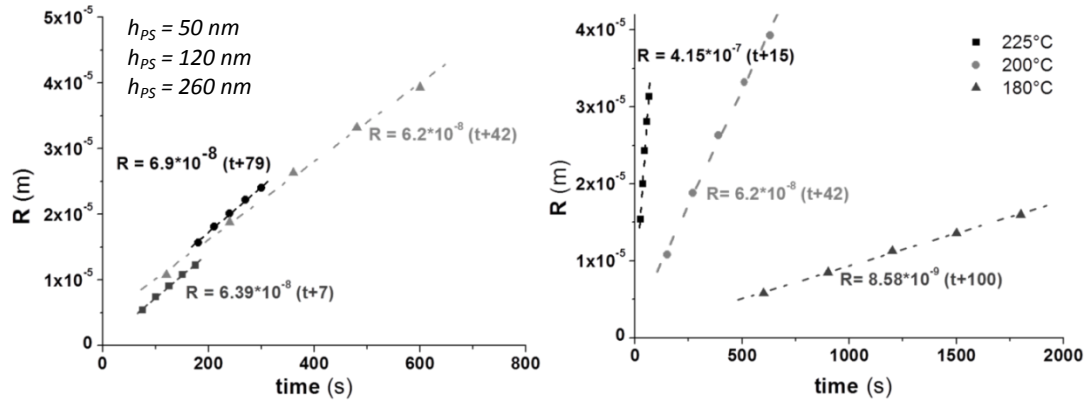 5x10⁻⁵
4x10⁻⁵
3x10⁻⁵
2x10⁻⁵
1x10⁻⁵
0
R (m)
h_PS = 50 nm
h_PS = 120 nm
h_PS = 260 nm
R = 6.2*10⁻⁸ (t+42)
R = 6.9*10⁻⁸ (t+79)
R = 6.39*10⁻⁸ (t+7)
0 200 400 600 800
time (s)
4x10⁻⁵
3x10⁻⁵
2x10⁻⁵
1x10⁻⁵
0
R (m)
225°C
200°C
180°C
R = 4.15*10⁻⁷ (t+15)
R= 6.2*10⁻⁸ (t+42)
R= 8.58*10⁻⁹ (t+100)
0 500 1000 1500 2000
time (s)